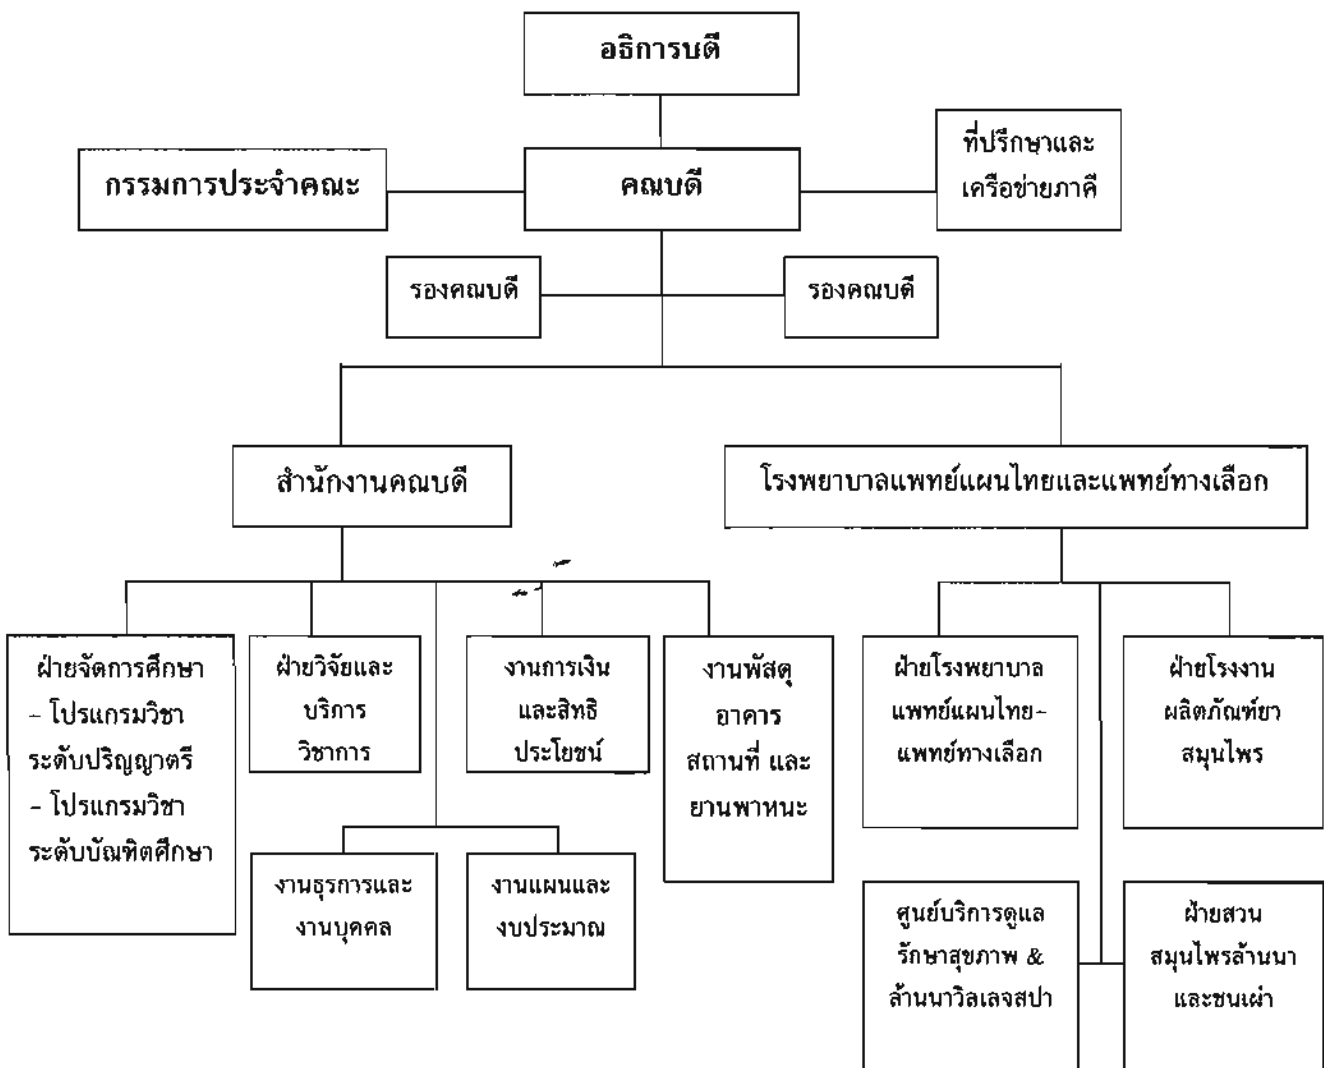 อธิการบดี
กรรมการประจำคณะ
คณบดี
ที่ปรึกษาและ
เครือข่ายภาคี
รองคณบดี
รองคณบดี
สำนักงานคณบดี
โรงพยาบาลแพทย์แผนไทยและแพทย์ทางเลือก
ฝ่ายจัดการศึกษา
- โปรแกรมวิชา
ระดับปริญญาตรี
- โปรแกรมวิชา
ระดับบัณฑิตศึกษา
ฝ่ายวิจัยและ
บริการ
วิชาการ
งานการเงิน
และสิทธิ
ประโยชน์
งานพัสดุ
อาคาร
สถานที่ และ
ยานพาหนะ
งานธุรการและ
งานบุคคล
งานแผนและ
งบประมาณ
ฝ่ายโรงพยาบาล
แพทย์แผนไทย-
แพทย์ทางเลือก
ฝ่ายโรงงาน
ผลิตภัณฑ์ยา
สมุนไพร
ศูนย์บริการดูแล
รักษาสุขภาพ &
ล้านนาวิลเลจสปา
ฝ่ายสวน
สมุนไพรล้านนา
และชนเผ่า